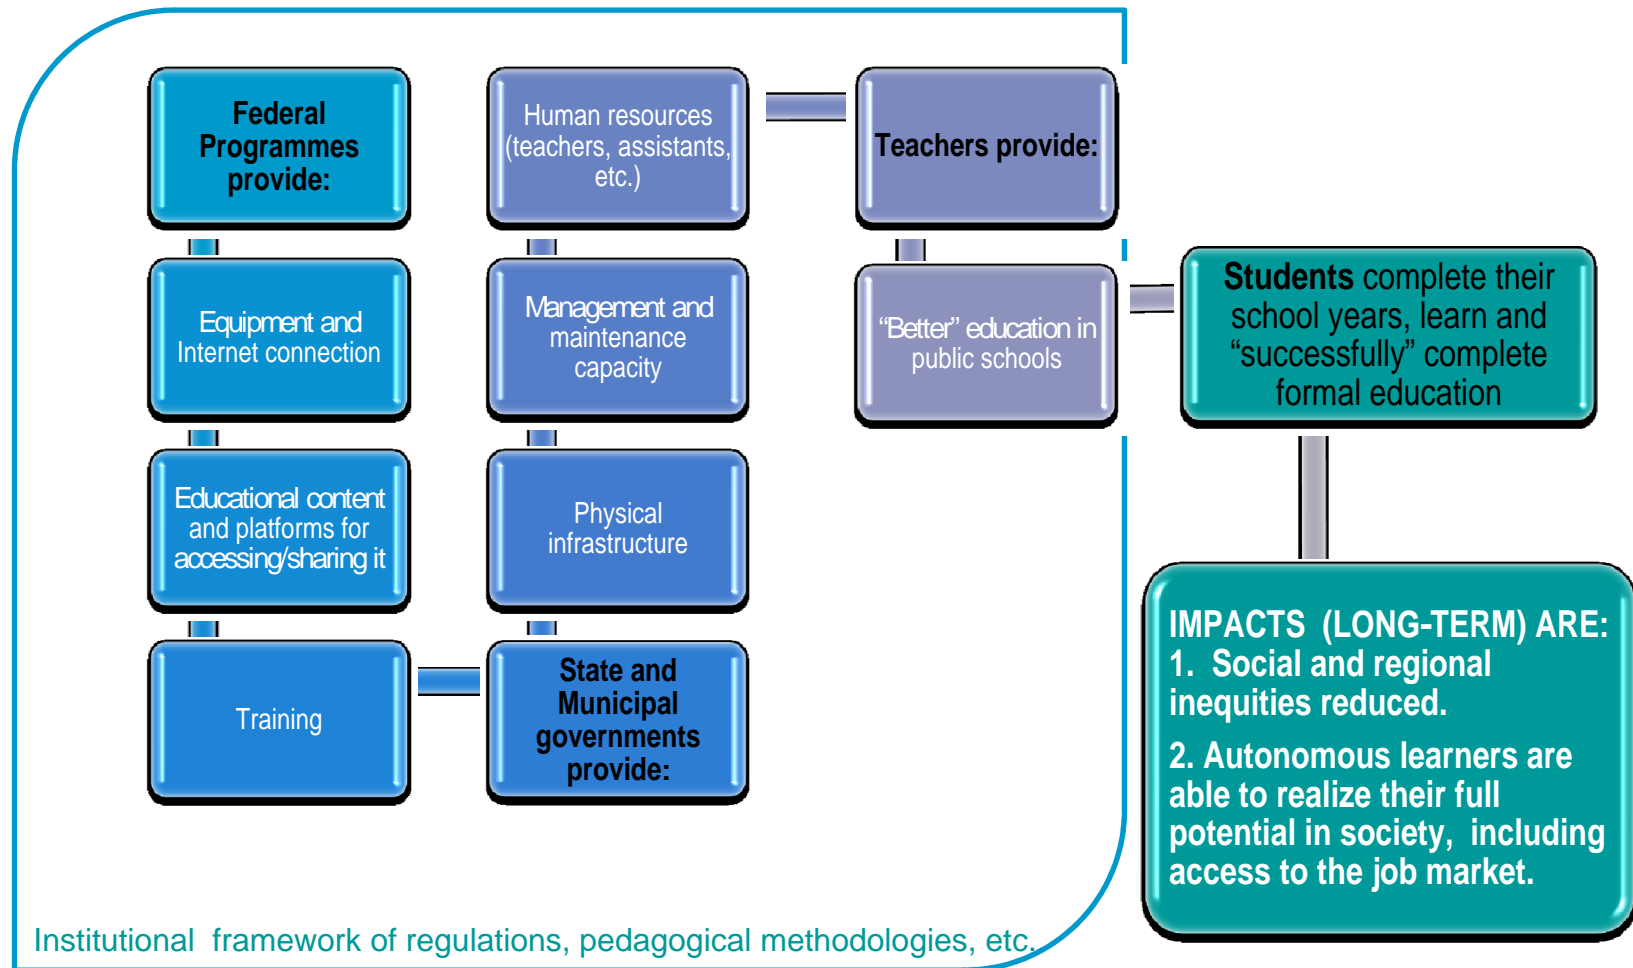 Federal
Programmes
provide:
Equipment and
Internet connection
Educational content
and platforms for
accessing/sharing it
Training
State and
Municipal
governments
provide:
Physical
infrastructure
Management and
maintenance
capacity
Human resources
(teachers, assistants,
etc.)
Teachers provide:
“Better” education in
public schools
Students complete their
school years, learn and
“successfully” complete
formal education
IMPACTS (LONG-TERM) ARE:
1. Social and regional
inequities reduced.
2. Autonomous learners are
able to realize their full
potential in society, including
access to the job market.
Institutional framework of regulations, pedagogical methodologies, etc.